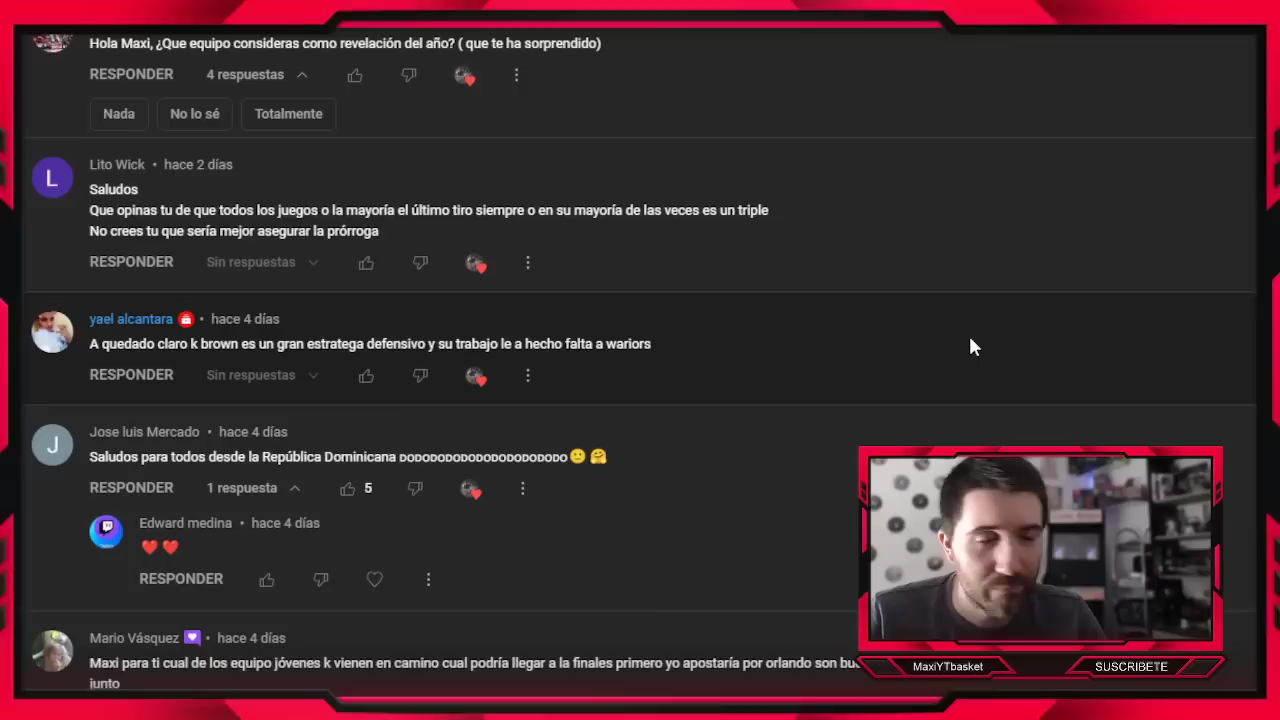 Hola Maxi, ¿Que equipo consideras como revelación del año? ( que te ha sorprendido)
RESPONDER 4 respuestas
Nada No lo sé Totalmente
L
Lito Wick • hace 2 días
Saludos
Que opinas tu de que todos los juegos o la mayoría el último tiro siempre o en su mayoría de las veces es un triple
No crees tu que sería mejor asegurar la prórroga
RESPONDER Sin respuestas
yael alcantara • hace 4 días
A quedado claro k brown es un gran estratega defensivo y su trabajo le a hecho falta a wariors
RESPONDER Sin respuestas
J
Jose luis Mercado • hace 4 días
Saludos para todos desde la República Dominicana ᴅᴏᴅᴏᴅᴏᴅᴏᴅᴏᴅᴏᴅᴏᴅᴏᴅᴏᴅᴏ🙂 🤗
RESPONDER 1 respuesta 5
Edward medina • hace 4 días
❤️ ❤️
RESPONDER
Mario Vásquez • hace 4 días
Maxi para ti cual de los equipo jóvenes k vienen en camino cual podría llegar a la finales primero yo apostaría por orlando son
junto
MaxiYTbasket SUSCRIBETE